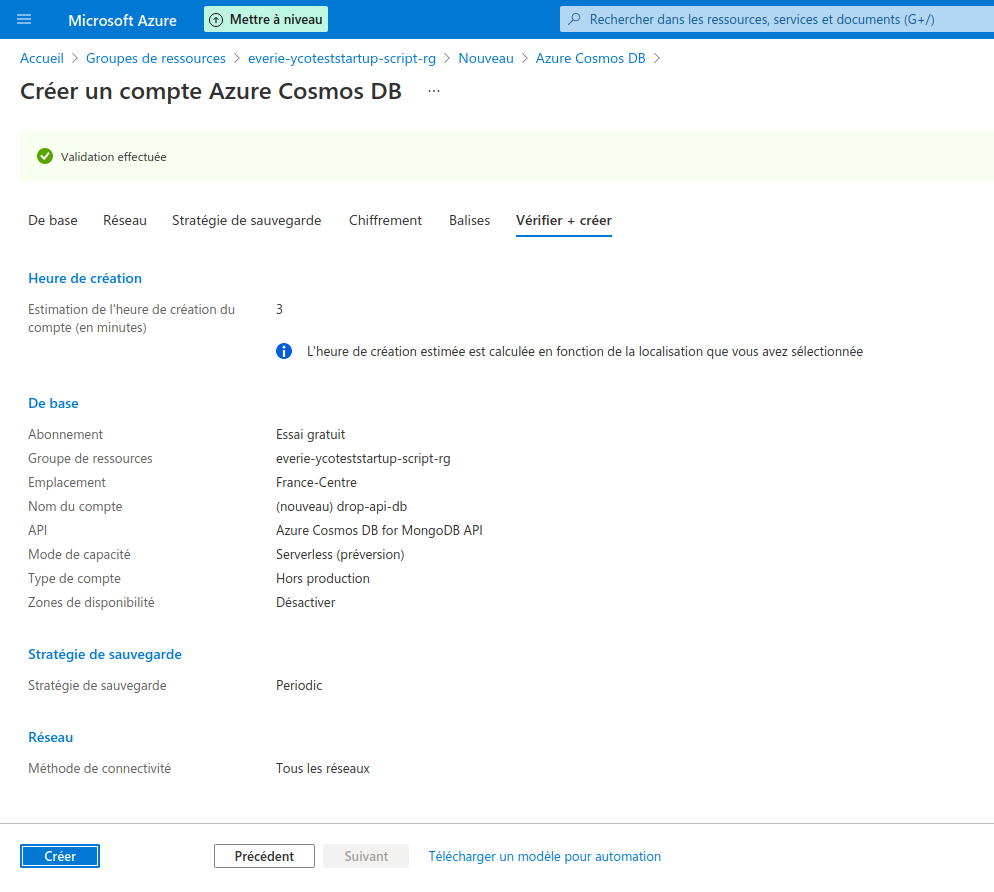 Microsoft Azure
Mettre à niveau
Rechercher dans les ressources, services et documents (G+/)
Accueil > Groupes de ressources > everie-ycoteststartup-script-rg > Nouveau > Azure Cosmos DB >
Créer un compte Azure Cosmos DB ...
Validation effectuée
De base Réseau Stratégie de sauvegarde Chiffrement Balises Vérifier + créer
Heure de création
Estimation de l'heure de création du 3
compte (en minutes)
L'heure de création estimée est calculée en fonction de la localisation que vous avez sélectionnée
De base
Abonnement Essai gratuit
Groupe de ressources everie-ycoteststartup-script-rg
Emplacement France-Centre
Nom du compte (nouveau) drop-api-db
API Azure Cosmos DB for MongoDB API
Mode de capacité Serverless (préversion)
Type de compte Hors production
Zones de disponibilité Désactiver
Stratégie de sauvegarde
Stratégie de sauvegarde Periodic
Réseau
Méthode de connectivité Tous les réseaux
Créer Précédent Suivant Télécharger un modèle pour automation